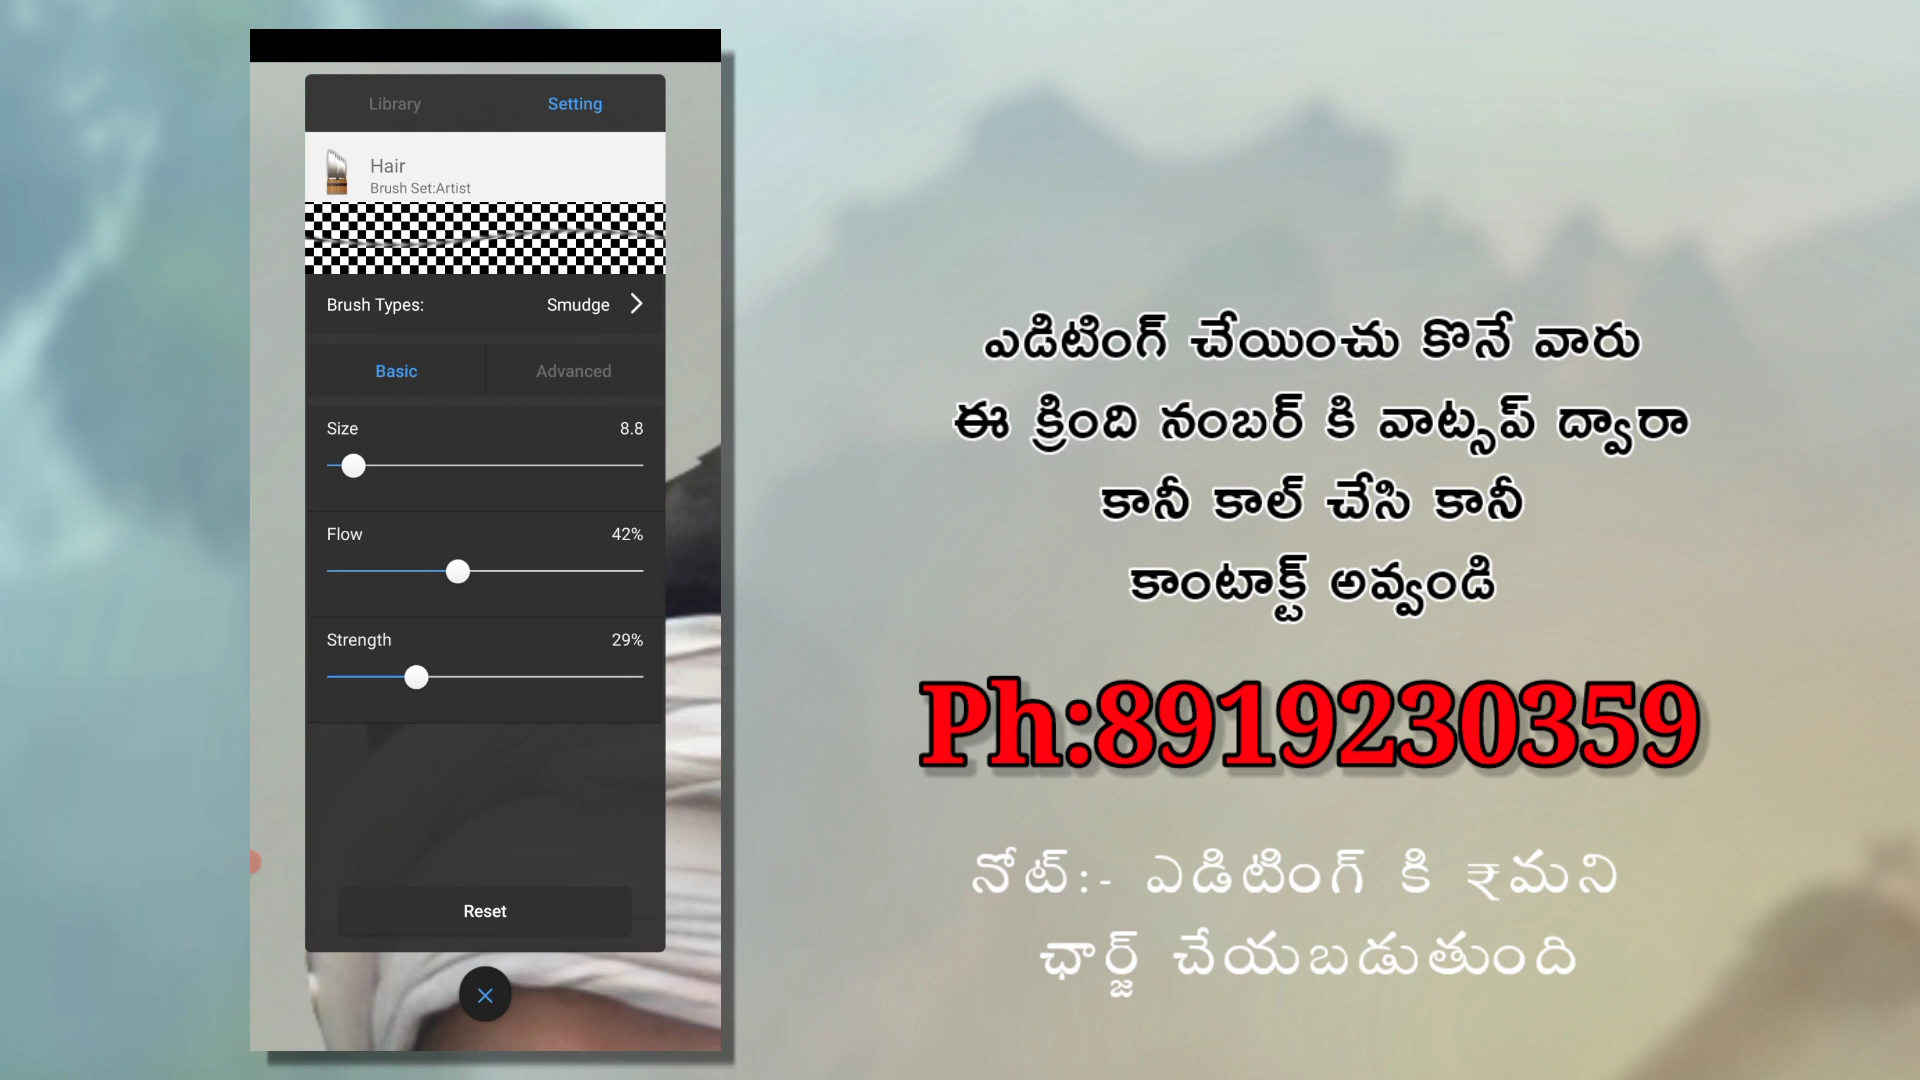 Library Setting
Hair
Brush Set:Artist
Brush Types: Smudge
Basic Advanced
Size 8.8
Flow 42%
Strength 29%
Reset
ఎడిటింగ్ చేయించు కొనే వారు
ఈ క్రింది నంబర్ కి వాట్సప్ ద్వారా
కానీ కాల్ చేసి కానీ
కాంటాక్ట్ అవ్వండి
Ph:8919230359
నోట్:- ఎడిటింగ్ కి ₹మని
ఛార్జ్ చేయబడుతుంది